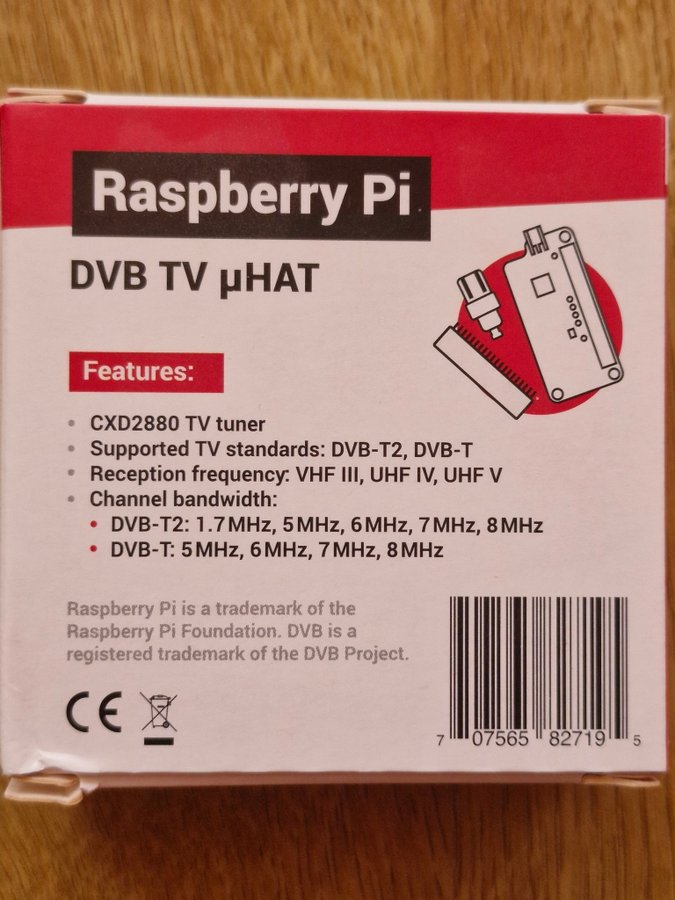 Raspberry Pi
DVB TV µHAT
Features:
• CXD2880 TV tuner
• Supported TV standards: DVB-T2, DVB-T
• Reception frequency: VHF III, UHF IV, UHF V
• Channel bandwidth:
• DVB-T2: 1.7MHz, 5MHz, 6MHz, 7MHz, 8MHz
• DVB-T: 5MHz, 6MHz, 7MHz, 8MHz
Raspberry Pi is a trademark of the
Raspberry Pi Foundation. DVB is a
registered trademark of the DVB Project.
CE
7 07565 82719 5